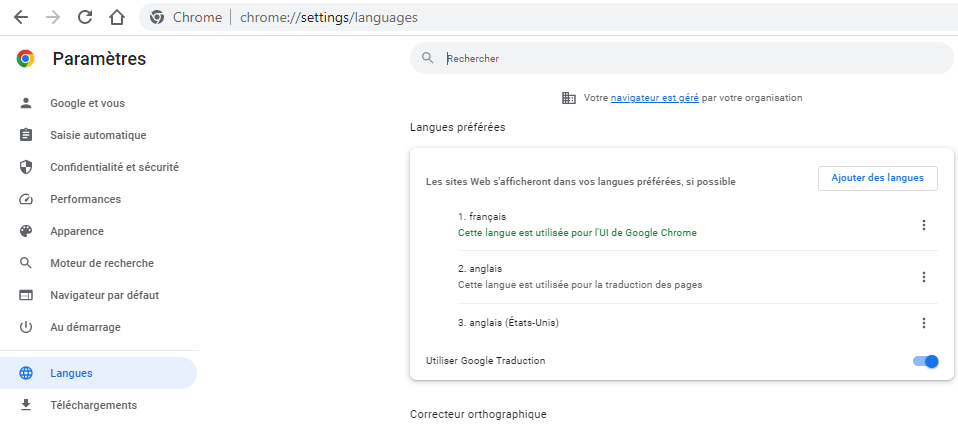 Chrome | chrome://settings/languages
Paramètres
Rechercher
Google et vous
Saisie automatique
Confidentialité et sécurité
Performances
Apparence
Moteur de recherche
Navigateur par défaut
Au démarrage
Langues
Téléchargements
Votre navigateur est géré par votre organisation
Langues préférées
Les sites Web s'afficheront dans vos langues préférées, si possible
Ajouter des langues
1. français
Cette langue est utilisée pour l'UI de Google Chrome
2. anglais
Cette langue est utilisée pour la traduction des pages
3. anglais (États-Unis)
Utiliser Google Traduction
Correcteur orthographique